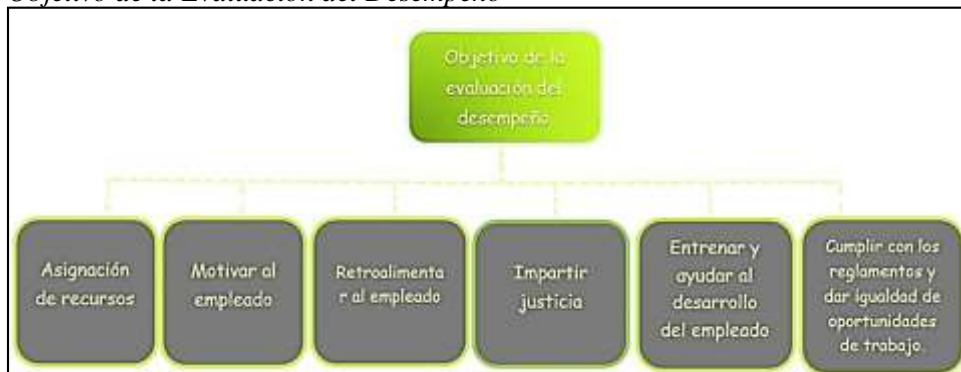 Objetivo de la Evaluación del Desempeño
Objetivo de la
evaluación del
desempeño
Asignación
de recursos
Motivar al
empleado
Retroalimenta
r al empleado
Impartir
justicia
Entrenar y
ayudar al
desarrollo
del empleado
Cumplir con los
reglamentos y
dar igualdad de
oportunidades
de trabajo.